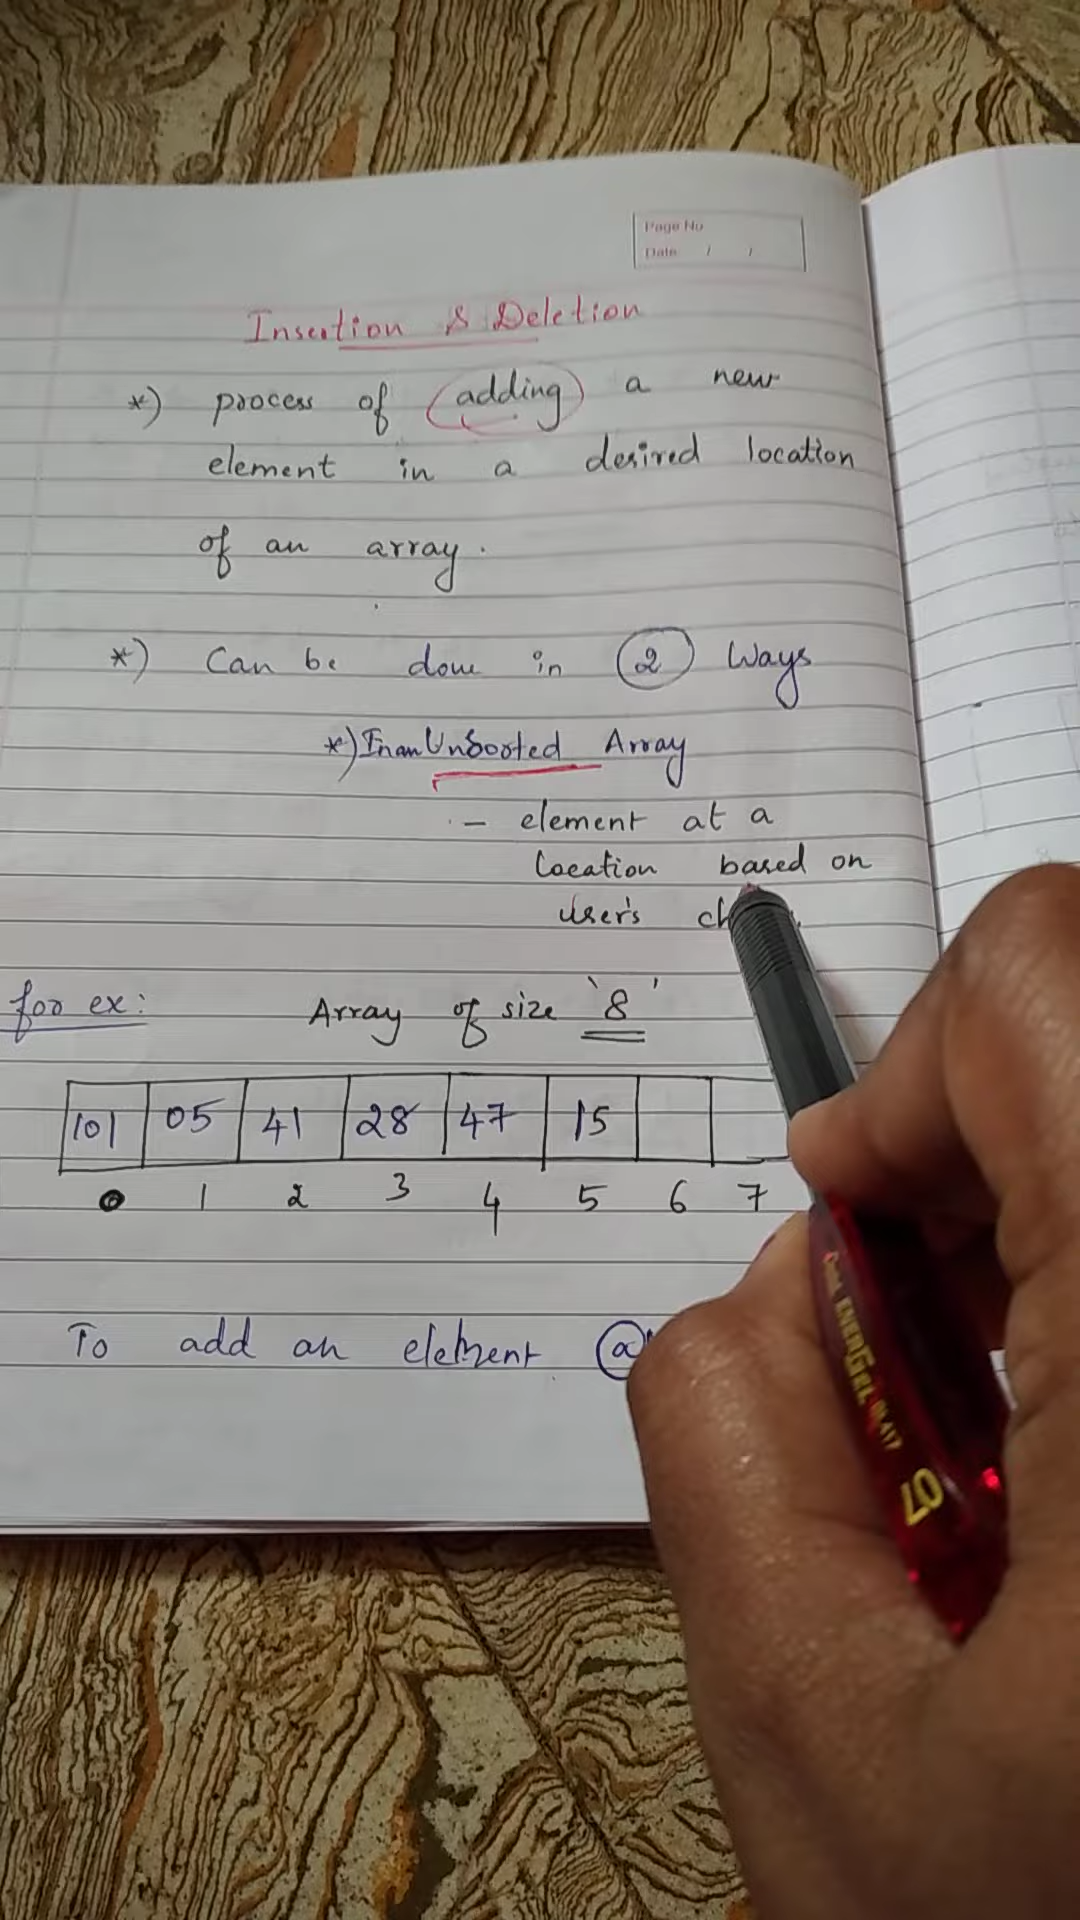 Page No
Date / /
Insertion & Deletion
*) process of adding a new
element in a desired location
of an array.
*) Can be done in 2 Ways
*) In an UnSorted Array
- element at a
location based on
user's
for ex: Array of size '8'
101 05 41 28 47 15
0 1 2 3 4 5 6 7
To add an element @
ENERGEL BL417
07